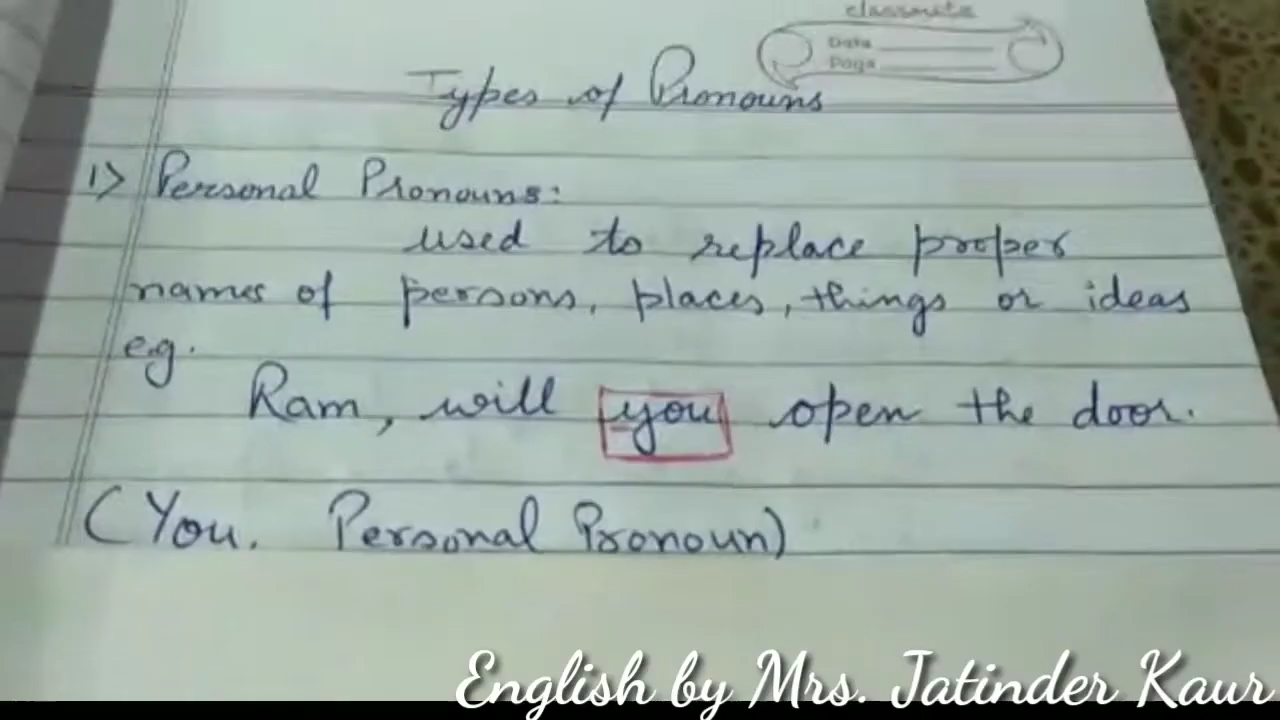 classmate
Date
Page
Types of Pronouns
1) Personal Pronouns:
used to replace proper
names of persons, places, things or ideas
e.g.
Ram, will you open the door.
(You. Personal Pronoun)
English by Mrs. Jatinder Kaur